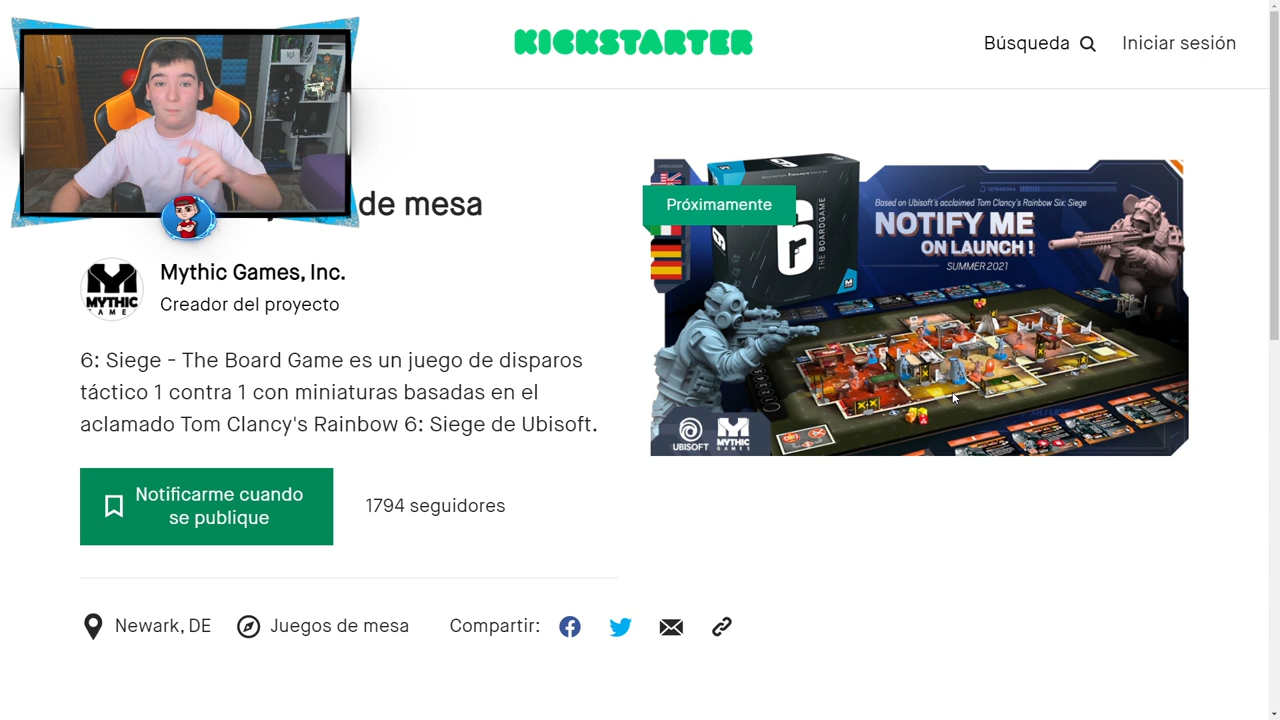 KICKSTARTER
Búsqueda
Iniciar sesión
de mesa
Mythic Games, Inc.
Creador del proyecto
MYTHIC
6: Siege - The Board Game es un juego de disparos
táctico 1 contra 1 con miniaturas basadas en el
aclamado Tom Clancy's Rainbow 6: Siege de Ubisoft.
Notificarme cuando
se publique
1794 seguidores
Próximamente
6
THE BOARDGAME
Based on Ubisoft's acclaimed Tom Clancy's Rainbow Six: Siege
NOTIFY ME
ON LAUNCH !
SUMMER 2021
UBISOFT
MYTHIC
GAMES
Newark, DE
Juegos de mesa
Compartir: